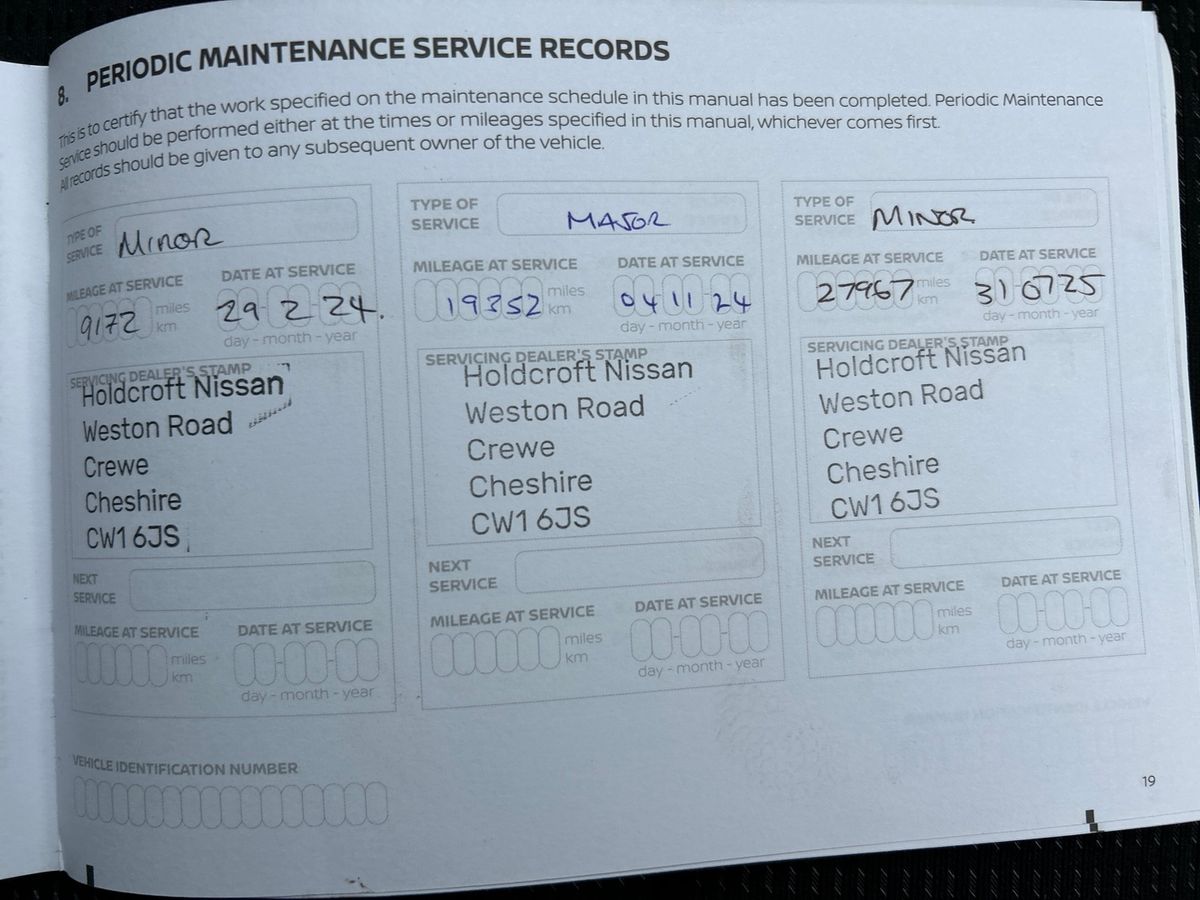 8. PERIODIC MAINTENANCE SERVICE RECORDS
This is to certify that the work specified on the maintenance schedule in this manual has been completed. Periodic Maintenance
Service should be performed either at the times or mileages specified in this manual, whichever comes first.
All records should be given to any subsequent owner of the vehicle.
TYPE OF
SERVICE Minor
MILEAGE AT SERVICE DATE AT SERVICE
9172 miles
km
29 2 24.
day - month - year
SERVICING DEALER'S STAMP
Holdcroft Nissan
Weston Road
Crewe
Cheshire
CW1 6JS
NEXT
SERVICE
MILEAGE AT SERVICE DATE AT SERVICE
miles
km
day - month - year
TYPE OF
SERVICE MAJOR
MILEAGE AT SERVICE DATE AT SERVICE
19352 miles
km
04 11 24
day - month - year
SERVICING DEALER'S STAMP
Holdcroft Nissan
Weston Road
Crewe
Cheshire
CW1 6JS
NEXT
SERVICE
MILEAGE AT SERVICE DATE AT SERVICE
miles
km
day - month - year
TYPE OF
SERVICE MINOR
MILEAGE AT SERVICE DATE AT SERVICE
27967 miles
km
31 07 25
day - month - year
SERVICING DEALER'S STAMP
Holdcroft Nissan
Weston Road
Crewe
Cheshire
CW1 6JS
NEXT
SERVICE
MILEAGE AT SERVICE DATE AT SERVICE
miles
km
day - month - year
VEHICLE IDENTIFICATION NUMBER
19